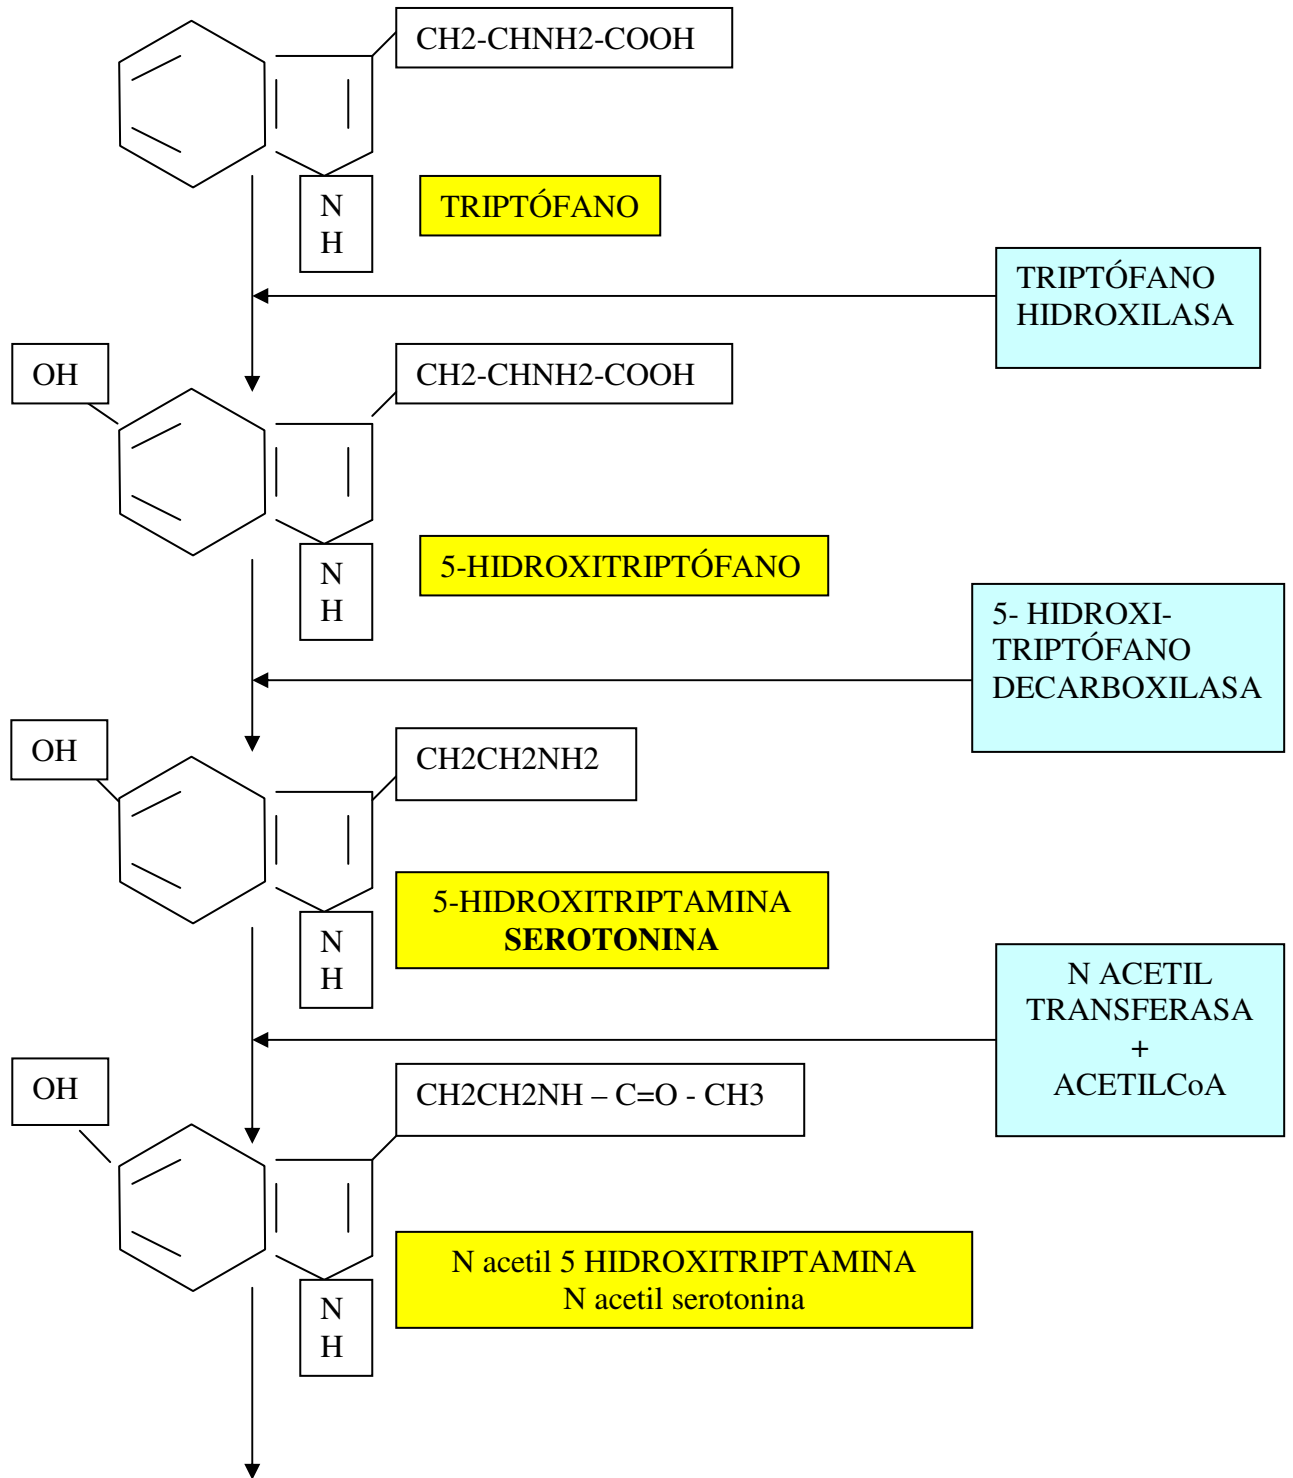 CH2-CHNH2-COOH
N
H
TRIPTÓFANO
TRIPTÓFANO
HIDROXILASA
OH
CH2-CHNH2-COOH
N
H
5-HIDROXITRIPTÓFANO
5- HIDROXI-
TRIPTÓFANO
DECARBOXILASA
OH
CH2CH2NH2
5-HIDROXITRIPTAMINA
SEROTONINA
N
H
N ACETIL
TRANSFERASA
+
ACETILCoA
OH
CH2CH2NH – C=O - CH3
N acetil 5 HIDROXITRIPTAMINA
N acetil serotonina
N
H